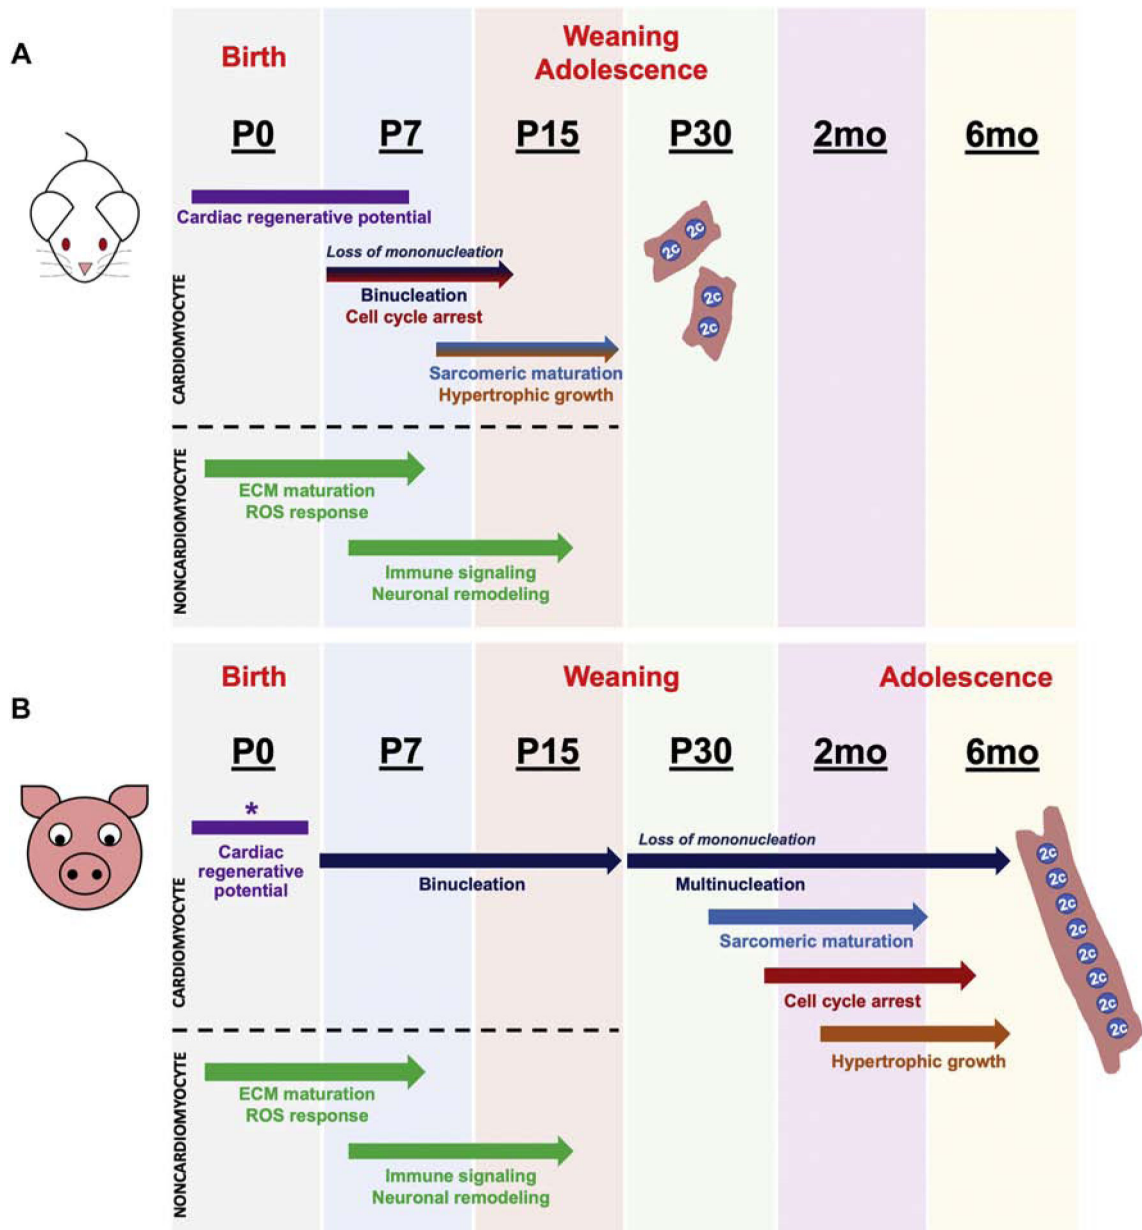 A
Birth
Weaning
Adolescence
P0
P7
P15
P30
2mo
6mo
CARDIOMYOCYTE
Cardiac regenerative potential
Loss of mononucleation
Binucleation
Cell cycle arrest
Sarcomeric maturation
Hypertrophic growth
2c
2c
2c
2c
NONCARDIOMYOCYTE
ECM maturation
ROS response
Immune signaling
Neuronal remodeling
B
Birth
Weaning
Adolescence
P0
P7
P15
P30
2mo
6mo
CARDIOMYOCYTE
*
Cardiac
regenerative
potential
Binucleation
Loss of mononucleation
Multinucleation
Sarcomeric maturation
Cell cycle arrest
Hypertrophic growth
2c
2c
2c
2c
2c
2c
2c
2c
NONCARDIOMYOCYTE
ECM maturation
ROS response
Immune signaling
Neuronal remodeling